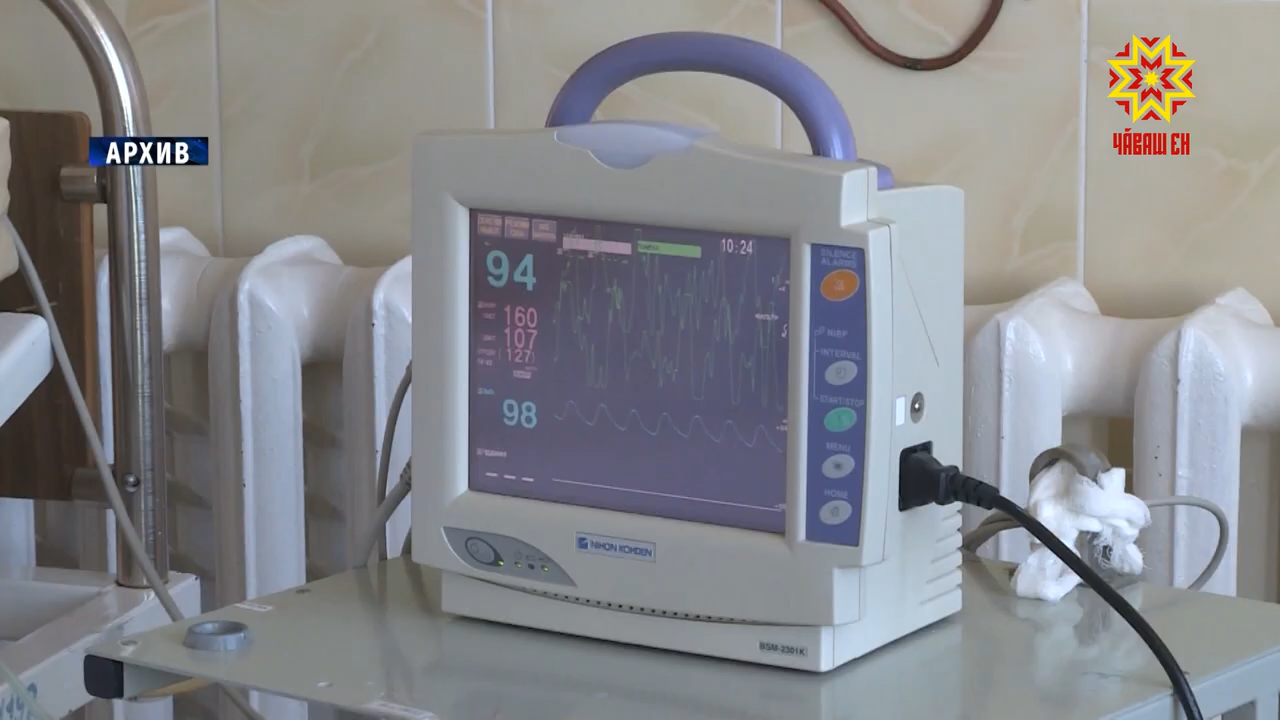 АРХИВ
ЧӐВАШ ЕН
10:24
94
160
107
(127)
98
SILENCE
ALARMS
NIBP
INTERVAL
START/STOP
MENU
HOME
NIHON KOHDEN
BSM-2301K